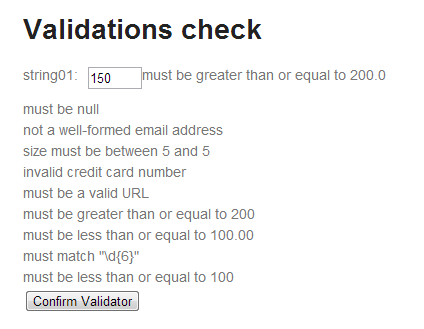 Validations check
string01: 150 must be greater than or equal to 200.0
must be null
not a well-formed email address
size must be between 5 and 5
invalid credit card number
must be a valid URL
must be greater than or equal to 200
must be less than or equal to 100.00
must match "\d{6}"
must be less than or equal to 100
Confirm Validator